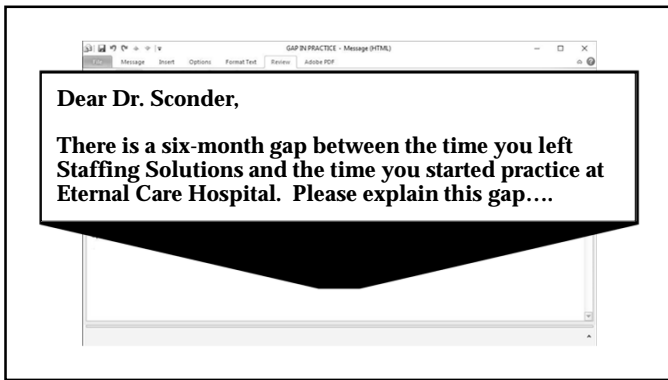 GAP IN PRACTICE - Message (HTML)
File Message Insert Options Format Text Review Adobe PDF
Dear Dr. Sconder,
There is a six-month gap between the time you left
Staffing Solutions and the time you started practice at
Eternal Care Hospital. Please explain this gap….